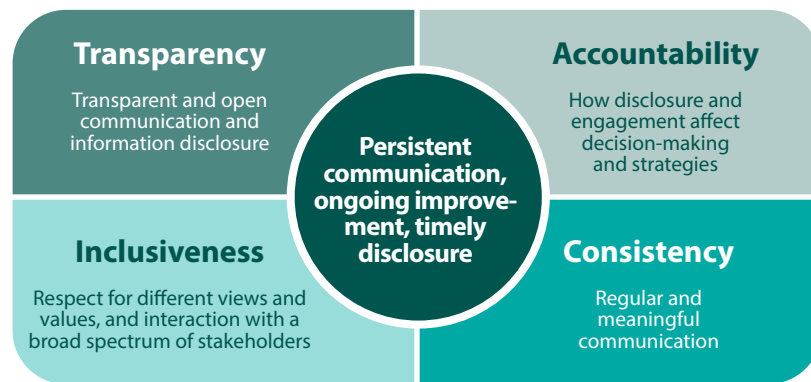 Transparency
Transparent and open
communication and
information disclosure
Accountability
How disclosure and
engagement affect
decision-making
and strategies
Persistent
communication,
ongoing improve-
ment, timely
disclosure
Inclusiveness
Respect for different views and
values, and interaction with a
broad spectrum of stakeholders
Consistency
Regular and
meaningful
communication